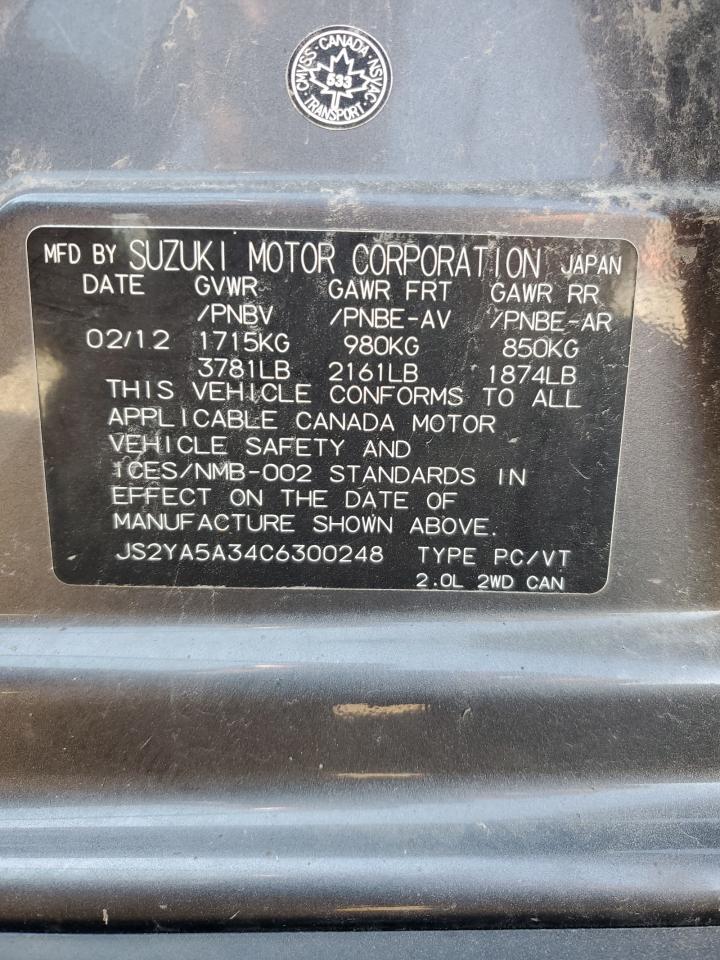 CMVSS · CANADA · NSVAC
533
· TRANSPORT ·
MFD BY SUZUKI MOTOR CORPORATION JAPAN
DATE GVWR GAWR FRT GAWR RR
/PNBV /PNBE-AV /PNBE-AR
02/12 1715KG 980KG 850KG
3781LB 2161LB 1874LB
THIS VEHICLE CONFORMS TO ALL
APPLICABLE CANADA MOTOR
VEHICLE SAFETY AND
ICES/NMB-002 STANDARDS IN
EFFECT ON THE DATE OF
MANUFACTURE SHOWN ABOVE.
JS2YA5A34C6300248 TYPE PC/VT
2.0L 2WD CAN